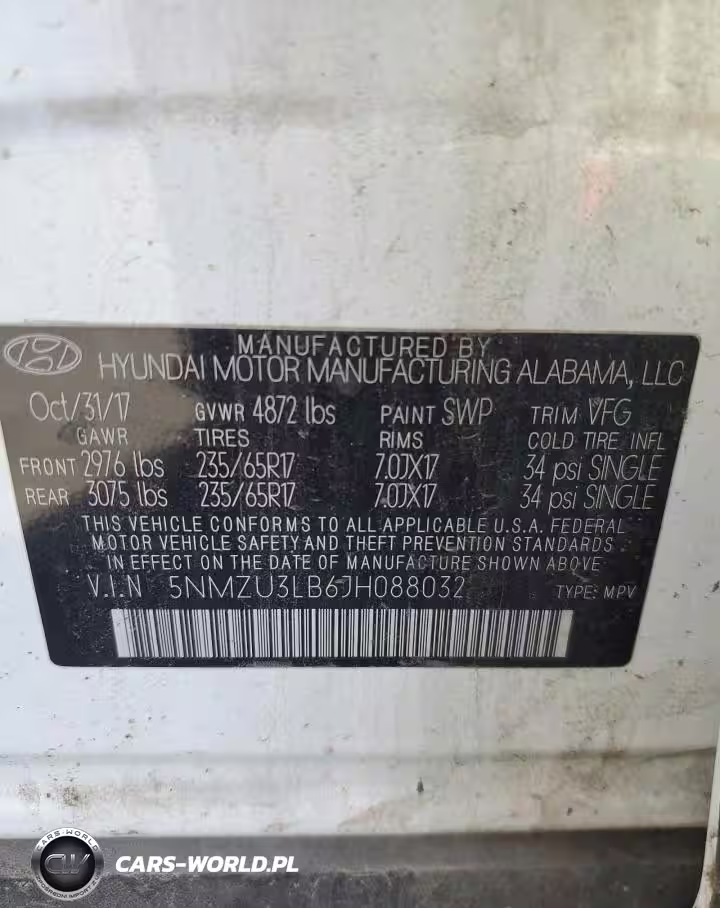 MANUFACTURED BY
HYUNDAI MOTOR MANUFACTURING ALABAMA, LLC
Oct/31/17 GVWR 4872 lbs PAINT SWP TRIM VFG
GAWR TIRES RIMS COLD TIRE INFL
FRONT 2976 lbs 235/65R17 7.0JX17 34 psi SINGLE
REAR 3075 lbs 235/65R17 7.0JX17 34 psi SINGLE
THIS VEHICLE CONFORMS TO ALL APPLICABLE U.S.A. FEDERAL
MOTOR VEHICLE SAFETY AND THEFT PREVENTION STANDARDS
IN EFFECT ON THE DATE OF MANUFACTURE SHOWN ABOVE
V.I.N 5NMZU3LB6JH088032 TYPE: MPV
CARS-WORLD
CARS-WORLD.PL